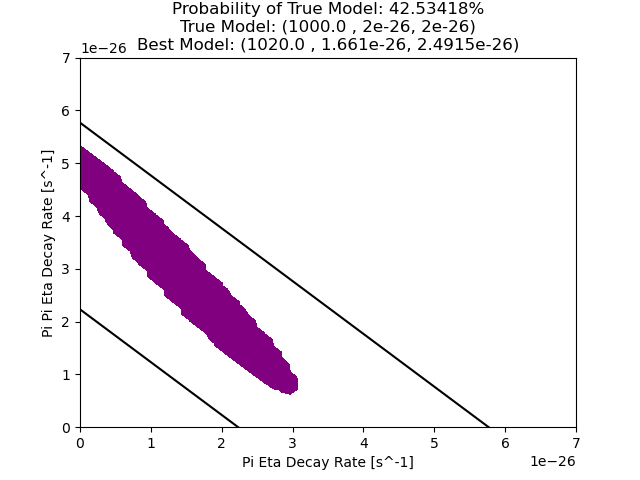 Probability of True Model: 42.53418%
True Model: (1000.0 , 2e-26, 2e-26)
Best Model: (1020.0 , 1.661e-26, 2.4915e-26)
1e−26
7
6
5
4
3
2
1
0
Pi Pi Eta Decay Rate [s^-1]
0 1 2 3 4 5 6 7
Pi Eta Decay Rate [s^-1]
1e−26